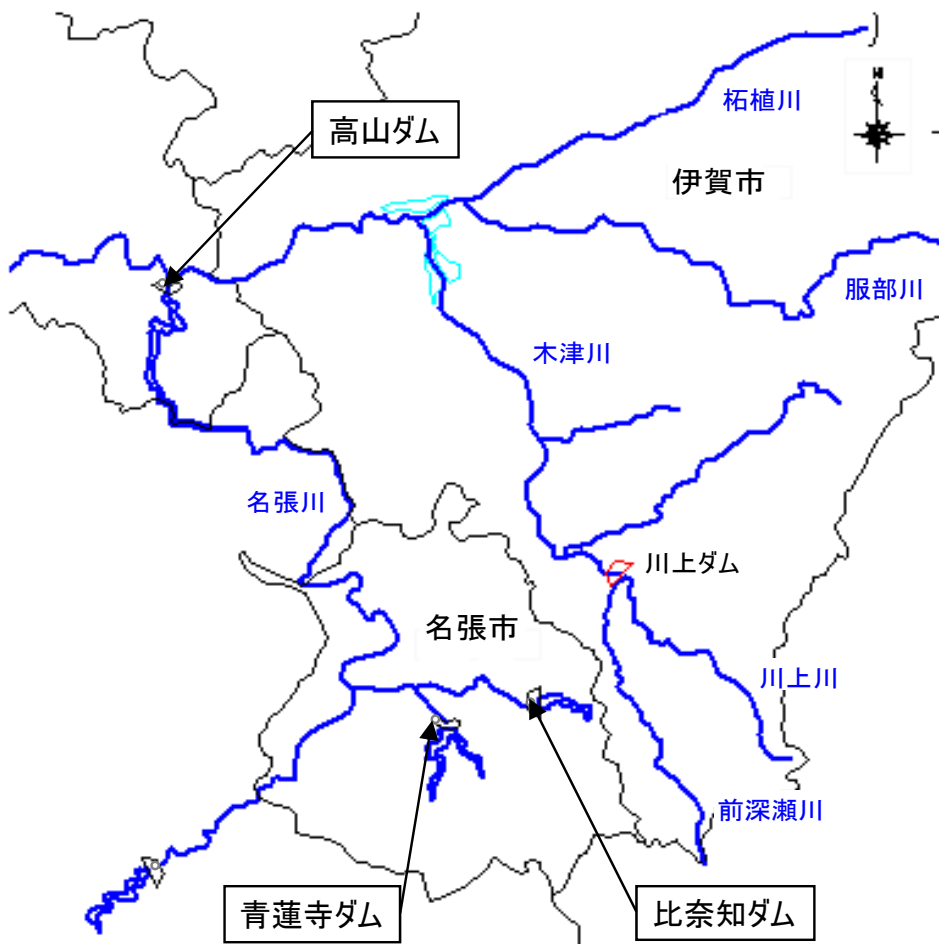 柘植川
高山ダム
N
伊賀市
服部川
木津川
名張川
川上ダム
名張市
川上川
前深瀬川
青蓮寺ダム
比奈知ダム